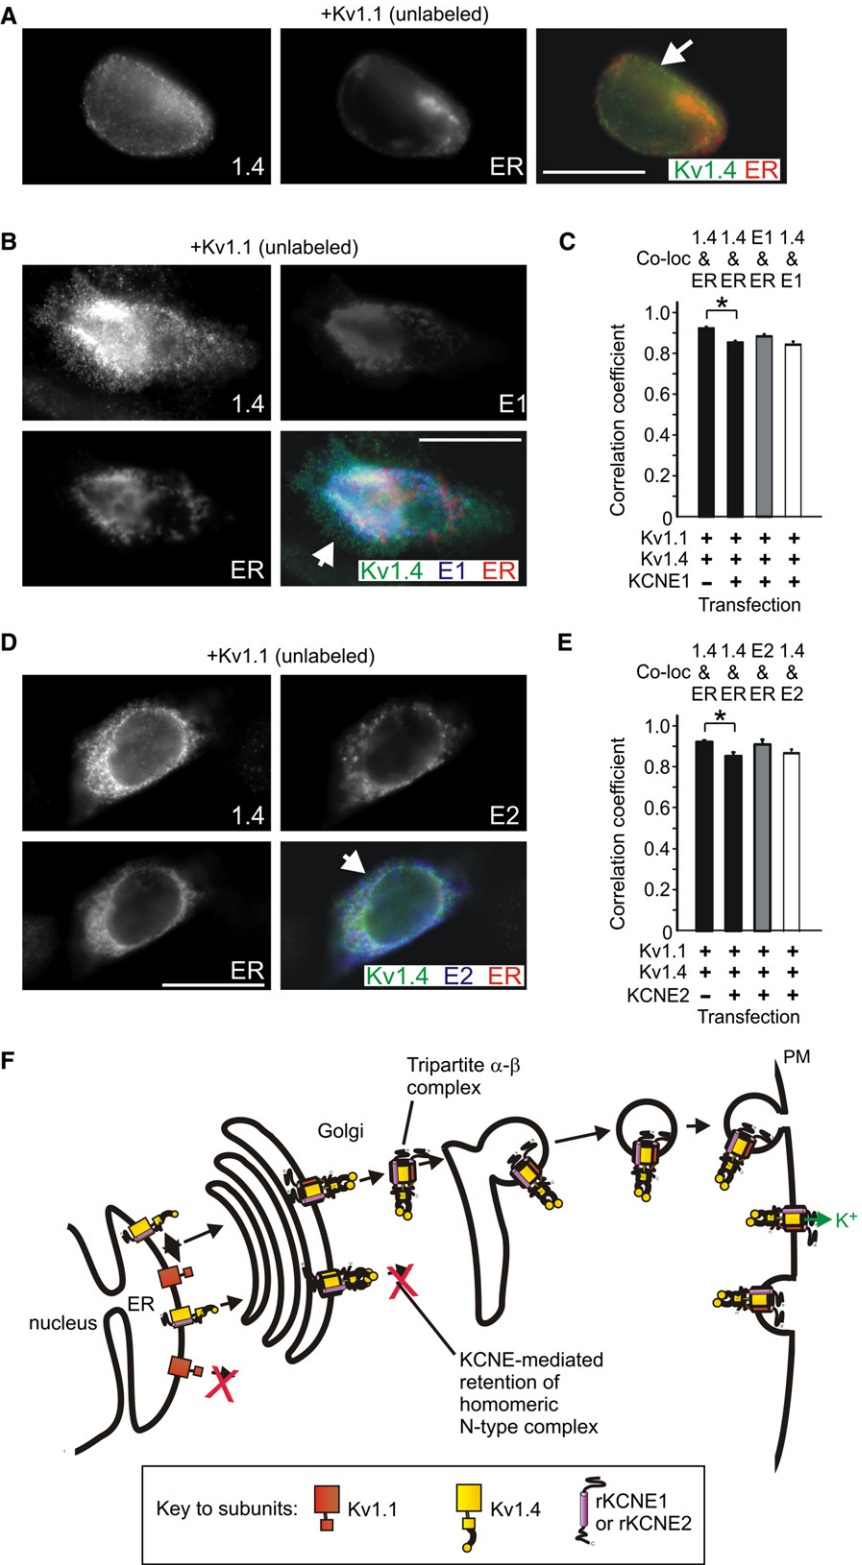 A
+Kv1.1 (unlabeled)
1.4
ER
Kv1.4 ER
B
+Kv1.1 (unlabeled)
1.4
E1
ER
Kv1.4 E1 ER
C
1.4 1.4 E1 1.4
Co-loc & & & &
ER ER ER E1
*
Correlation coefficient
1.0
0.8
0.6
0.4
0.2
0
Kv1.1 + + + +
Kv1.4 + + + +
KCNE1 – + + +
Transfection
D
+Kv1.1 (unlabeled)
1.4
E2
ER
Kv1.4 E2 ER
E
1.4 1.4 E2 1.4
Co-loc & & & &
ER ER ER E2
*
Correlation coefficient
1.0
0.8
0.6
0.4
0.2
0
Kv1.1 + + + +
Kv1.4 + + + +
KCNE2 – + + +
Transfection
F
Tripartite α-β
complex
PM
Golgi
K+
ER
nucleus
KCNE-mediated
retention of
homomeric
N-type complex
Key to subunits:
Kv1.1
Kv1.4
rKCNE1
or rKCNE2